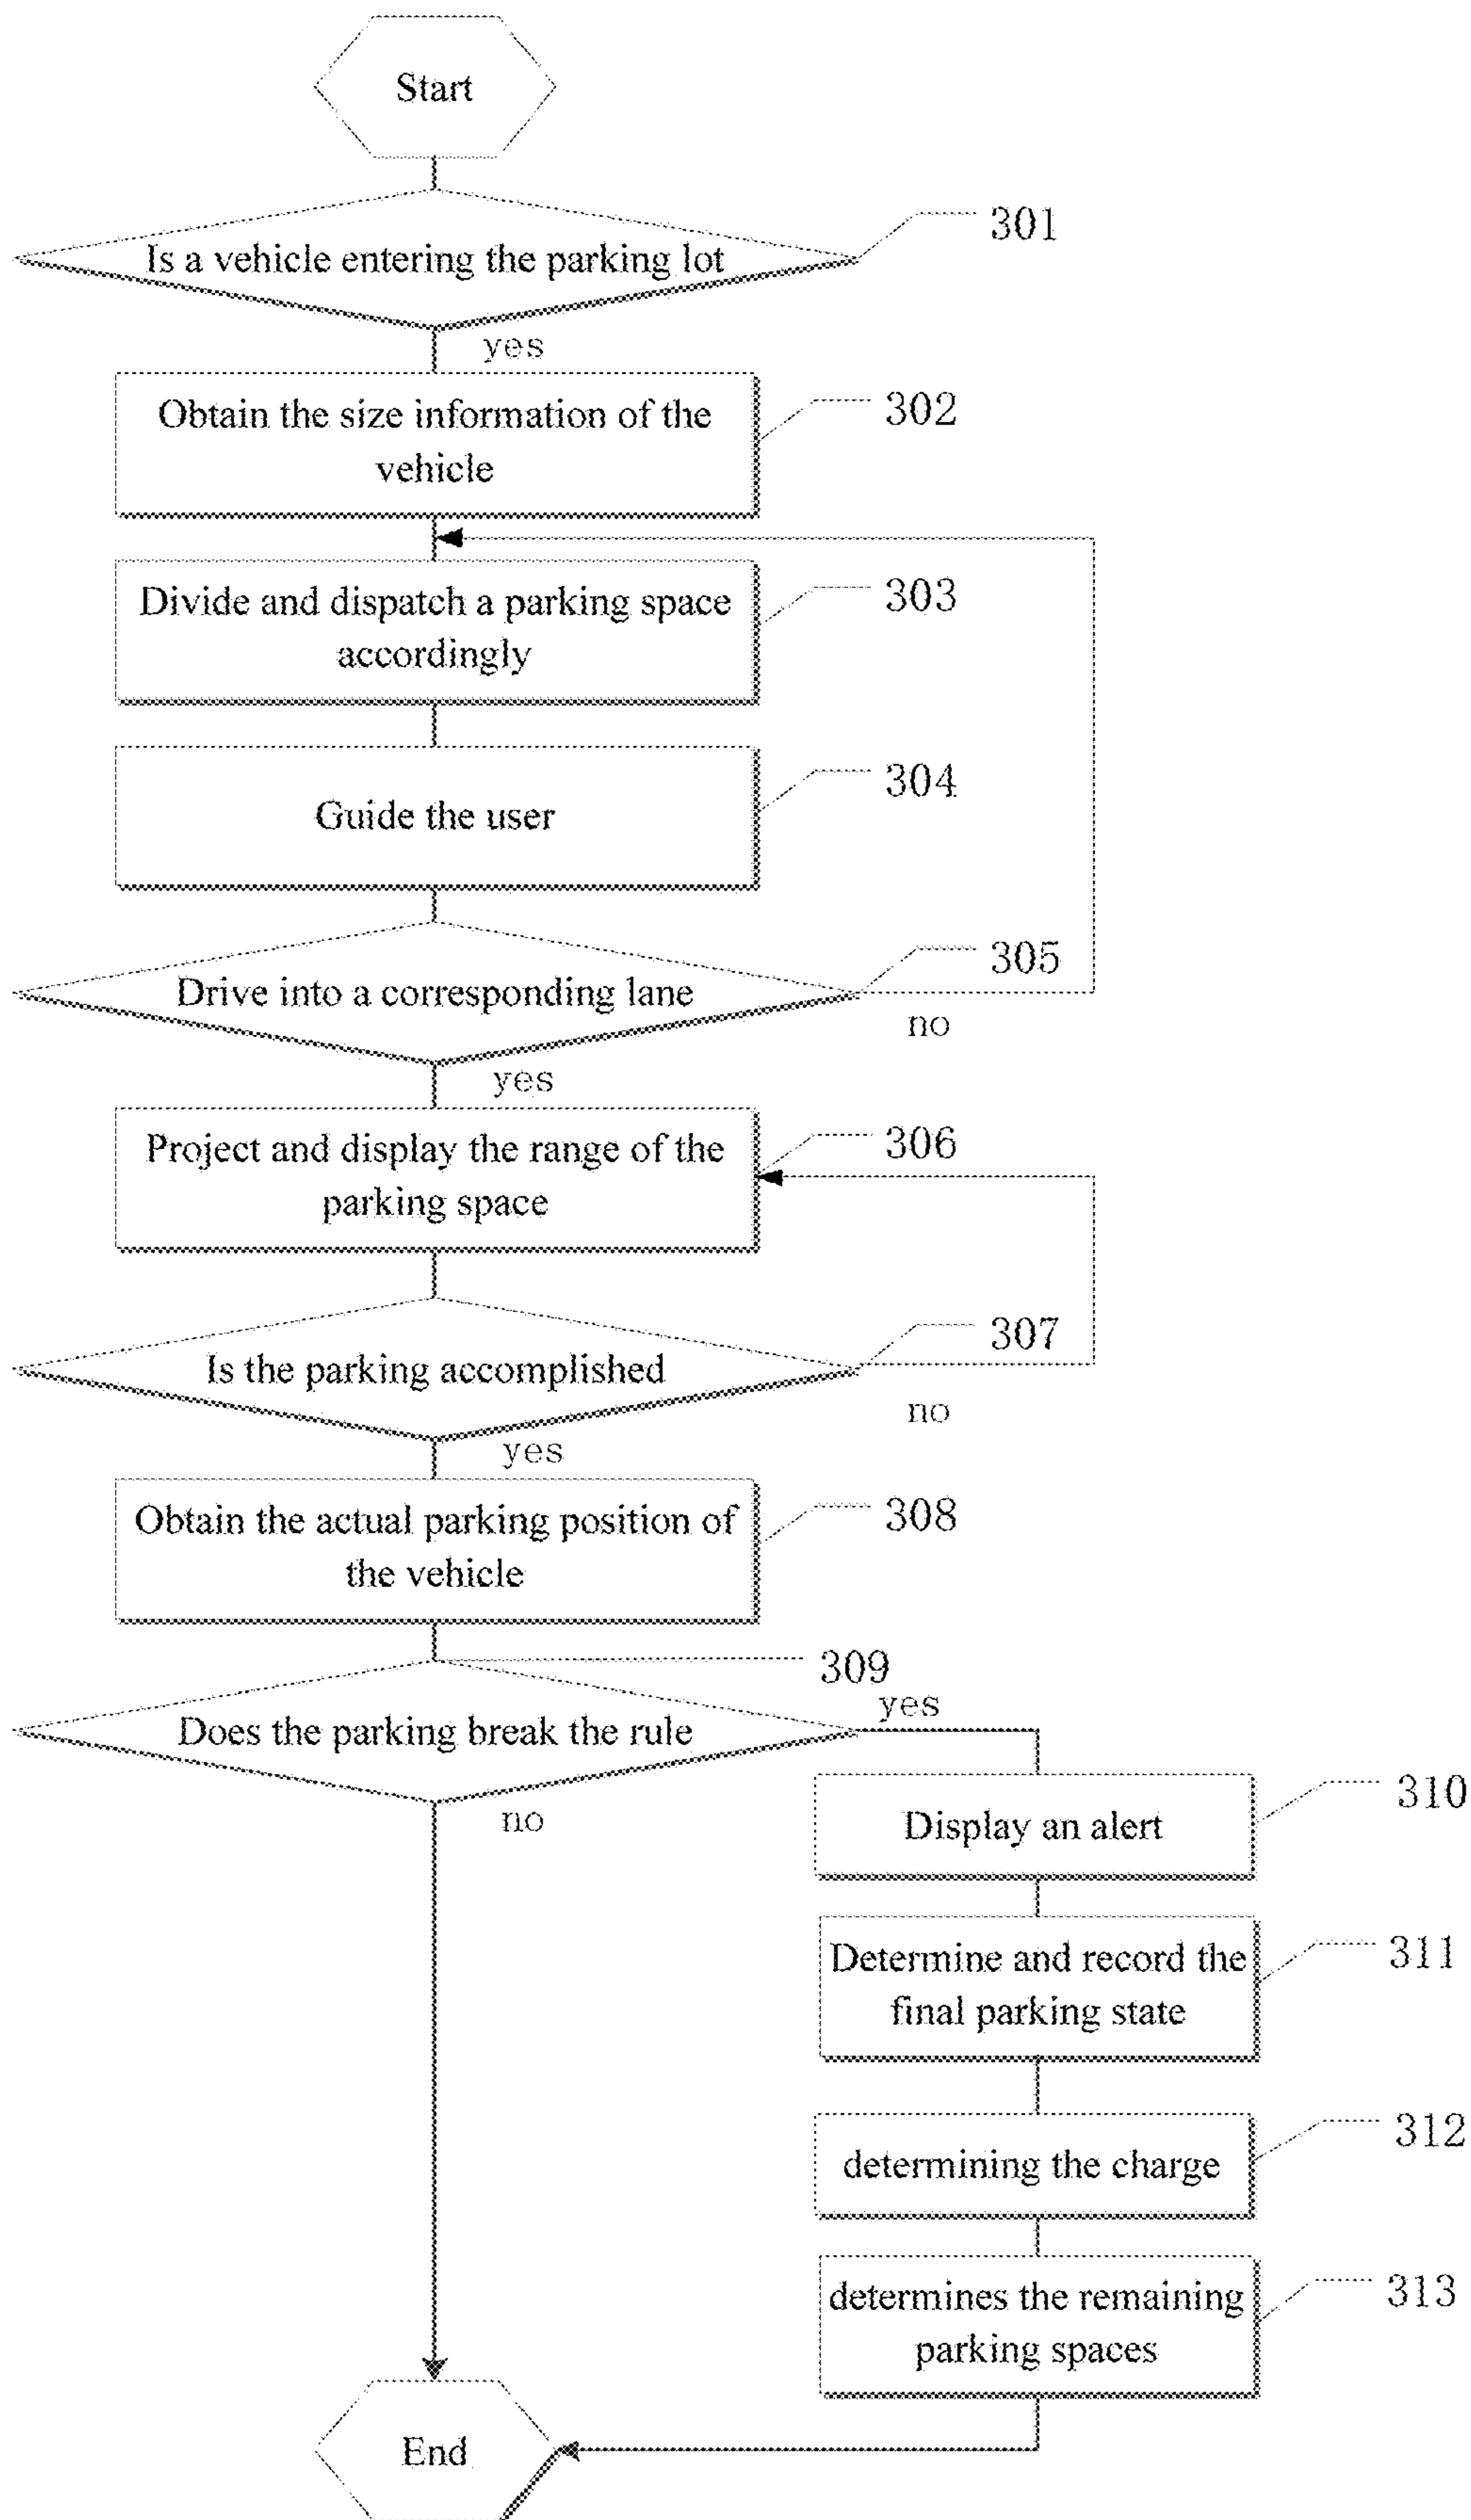 Start
Is a vehicle entering the parking lot
301
yes
Obtain the size information of the
vehicle
302
Divide and dispatch a parking space
accordingly
303
Guide the user
304
Drive into a corresponding lane
305
no
yes
Project and display the range of the
parking space
306
Is the parking accomplished
307
no
yes
Obtain the actual parking position of
the vehicle
308
309
Does the parking break the rule
yes
no
Display an alert
310
Determine and record the
final parking state
311
determining the charge
312
determines the remaining
parking spaces
313
End